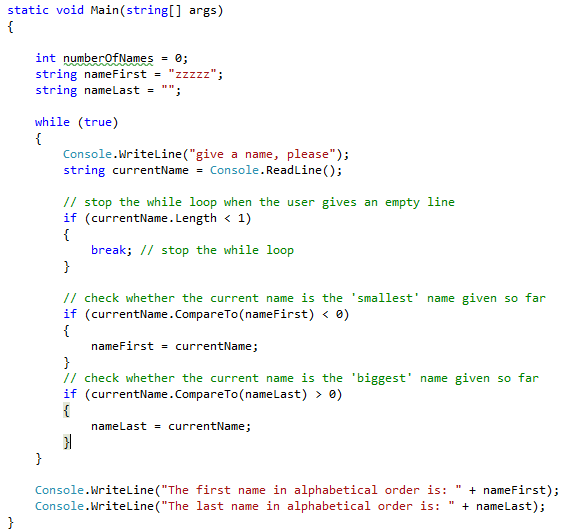 static void Main(string[] args)
{
int numberOfNames = 0;
string nameFirst = "zzzzz";
string nameLast = "";
while (true)
{
Console.WriteLine("give a name, please");
string currentName = Console.ReadLine();
// stop the while loop when the user gives an empty line
if (currentName.Length < 1)
{
break; // stop the while loop
}
// check whether the current name is the 'smallest' name given so far
if (currentName.CompareTo(nameFirst) < 0)
{
nameFirst = currentName;
}
// check whether the current name is the 'biggest' name given so far
if (currentName.CompareTo(nameLast) > 0)
{
nameLast = currentName;
}
}
Console.WriteLine("The first name in alphabetical order is: " + nameFirst);
Console.WriteLine("The last name in alphabetical order is: " + nameLast);
}